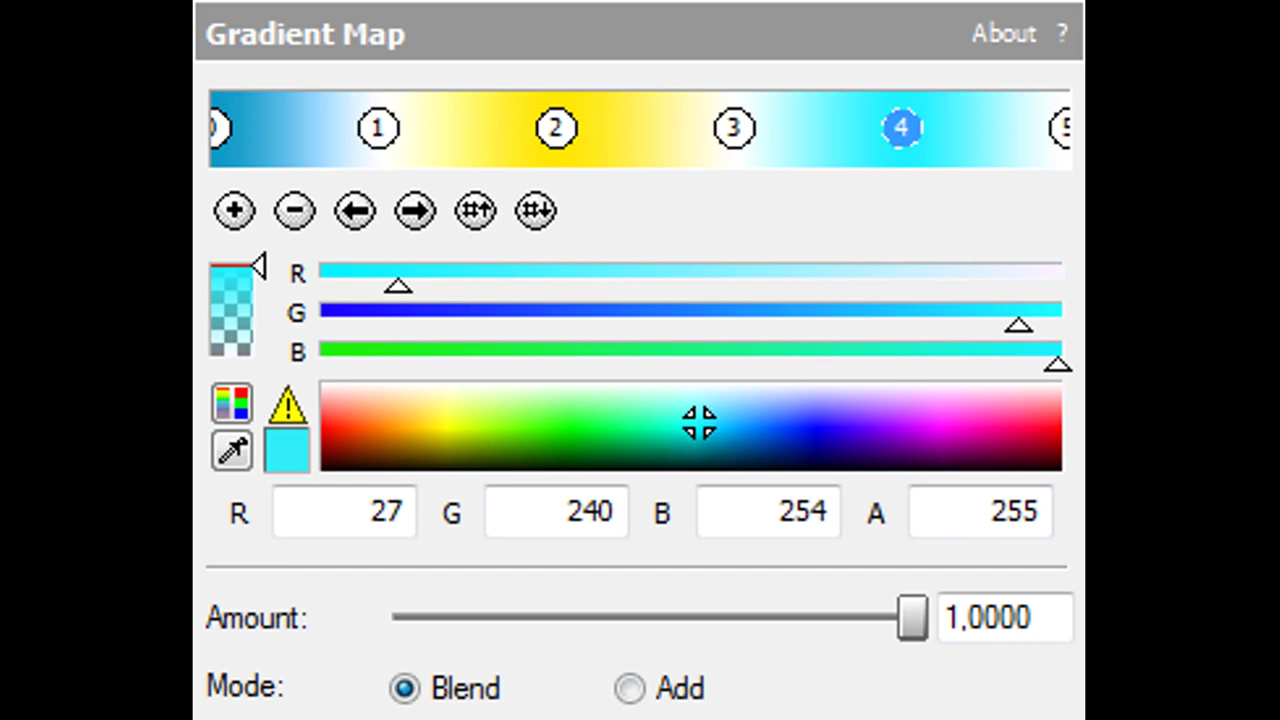 Gradient Map About ?
1 2 3 4
R
G
B
R 27 G 240 B 254 A 255
Amount: 1,0000
Mode: Blend Add